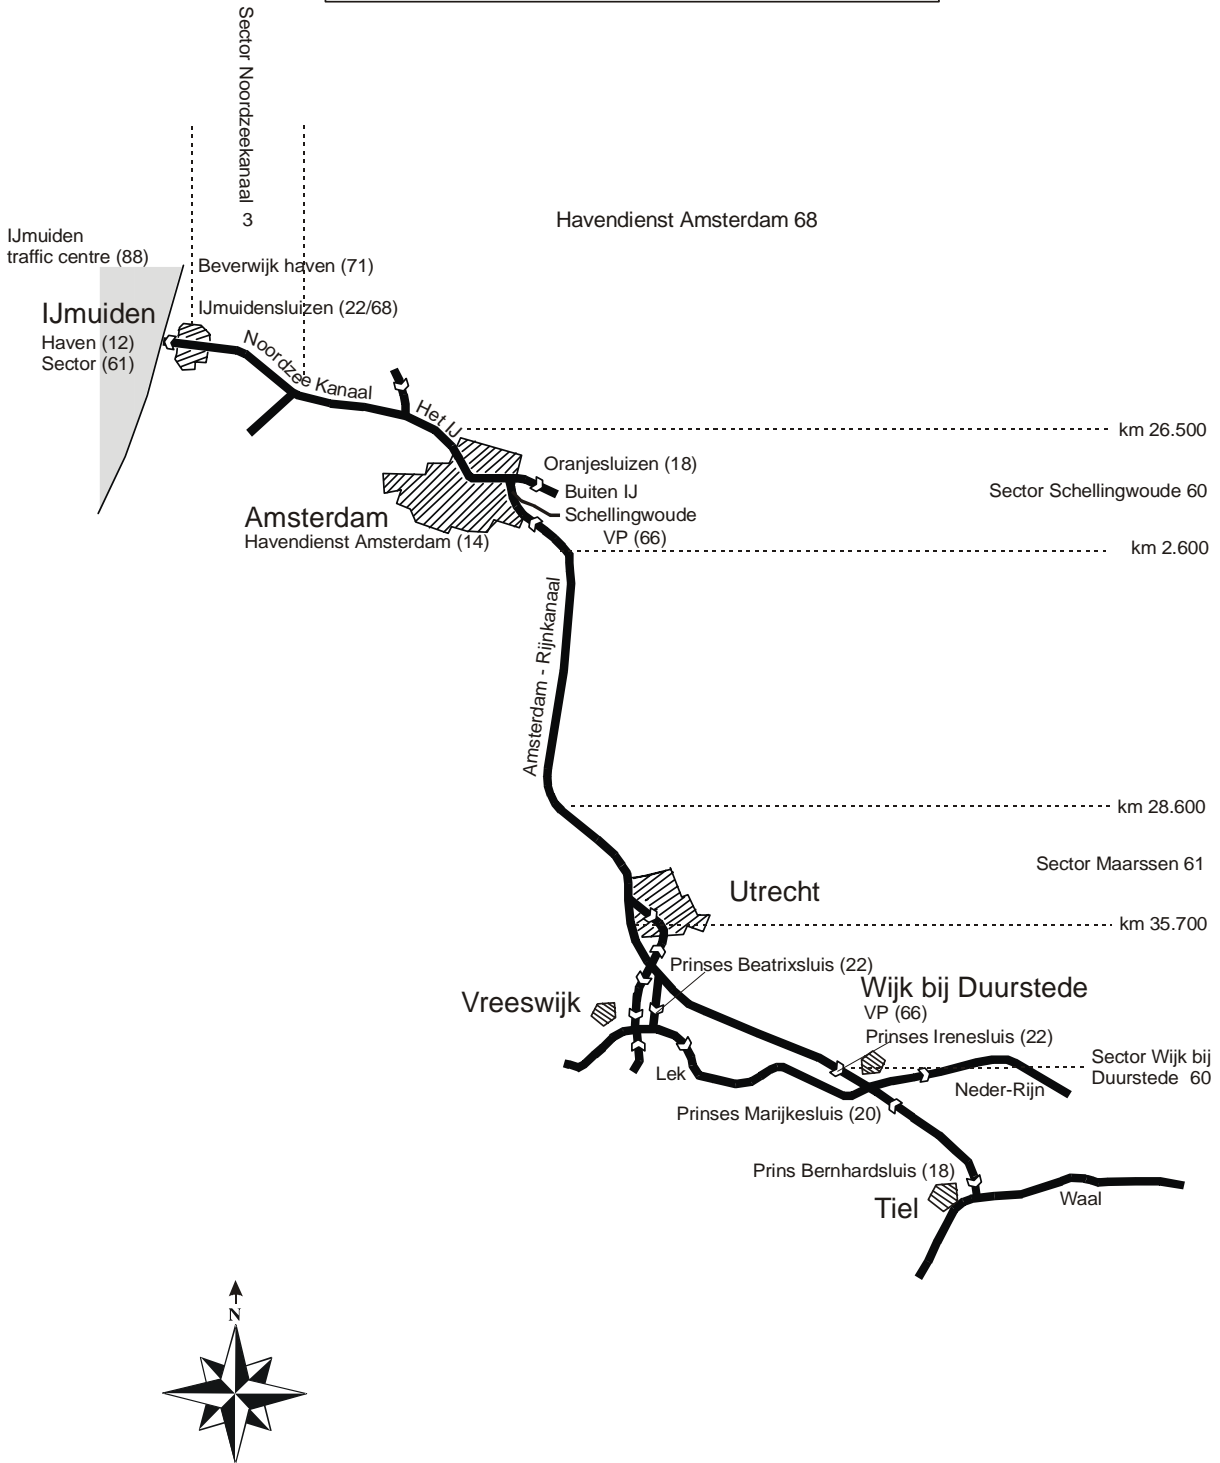 Sector Noordzeekanaal
3
Havendienst Amsterdam 68
IJmuiden
traffic centre (88)
Beverwijk haven (71)
IJmuiden
IJmuidensluizen (22/68)
Haven (12)
Sector (61)
Noordzee Kanaal
Het IJ
km 26.500
Oranjesluizen (18)
Buiten IJ
Sector Schellingwoude 60
Schellingwoude
VP (66)
Amsterdam
Havendienst Amsterdam (14)
km 2.600
Amsterdam - Rijnkanaal
km 28.600
Sector Maarssen 61
Utrecht
km 35.700
Prinses Beatrixsluis (22)
Vreeswijk
Wijk bij Duurstede
VP (66)
Prinses Irenesluis (22)
Sector Wijk bij
Duurstede 60
Lek
Neder-Rijn
Prinses Marijkesluis (20)
Prins Bernhardsluis (18)
Tiel
Waal
N